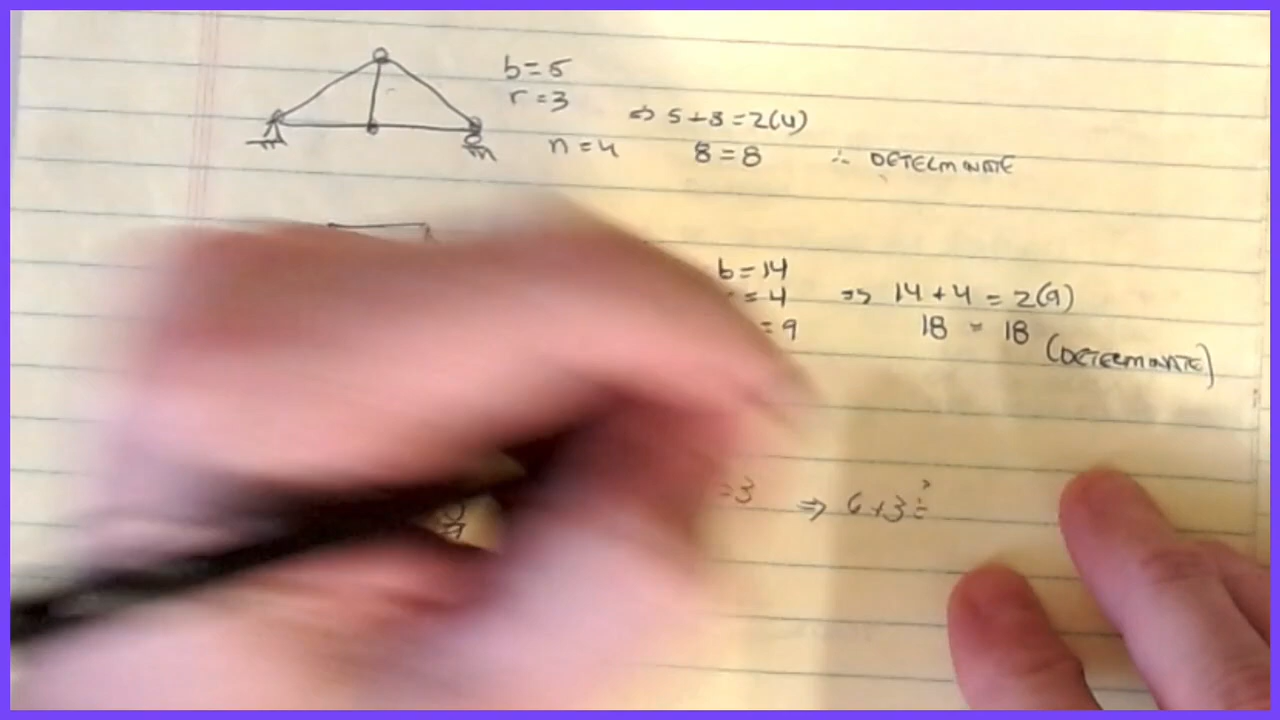 b = 5
r = 3
⇒ 5 + 3 = 2(4)
n = 4 8 = 8 ∴ DETERMINATE
b = 14
= 4 ⇒ 14 + 4 = 2(9)
= 9 18 = 18
(DETERMINATE)
= 3 ⇒ 6 + 3 ≟